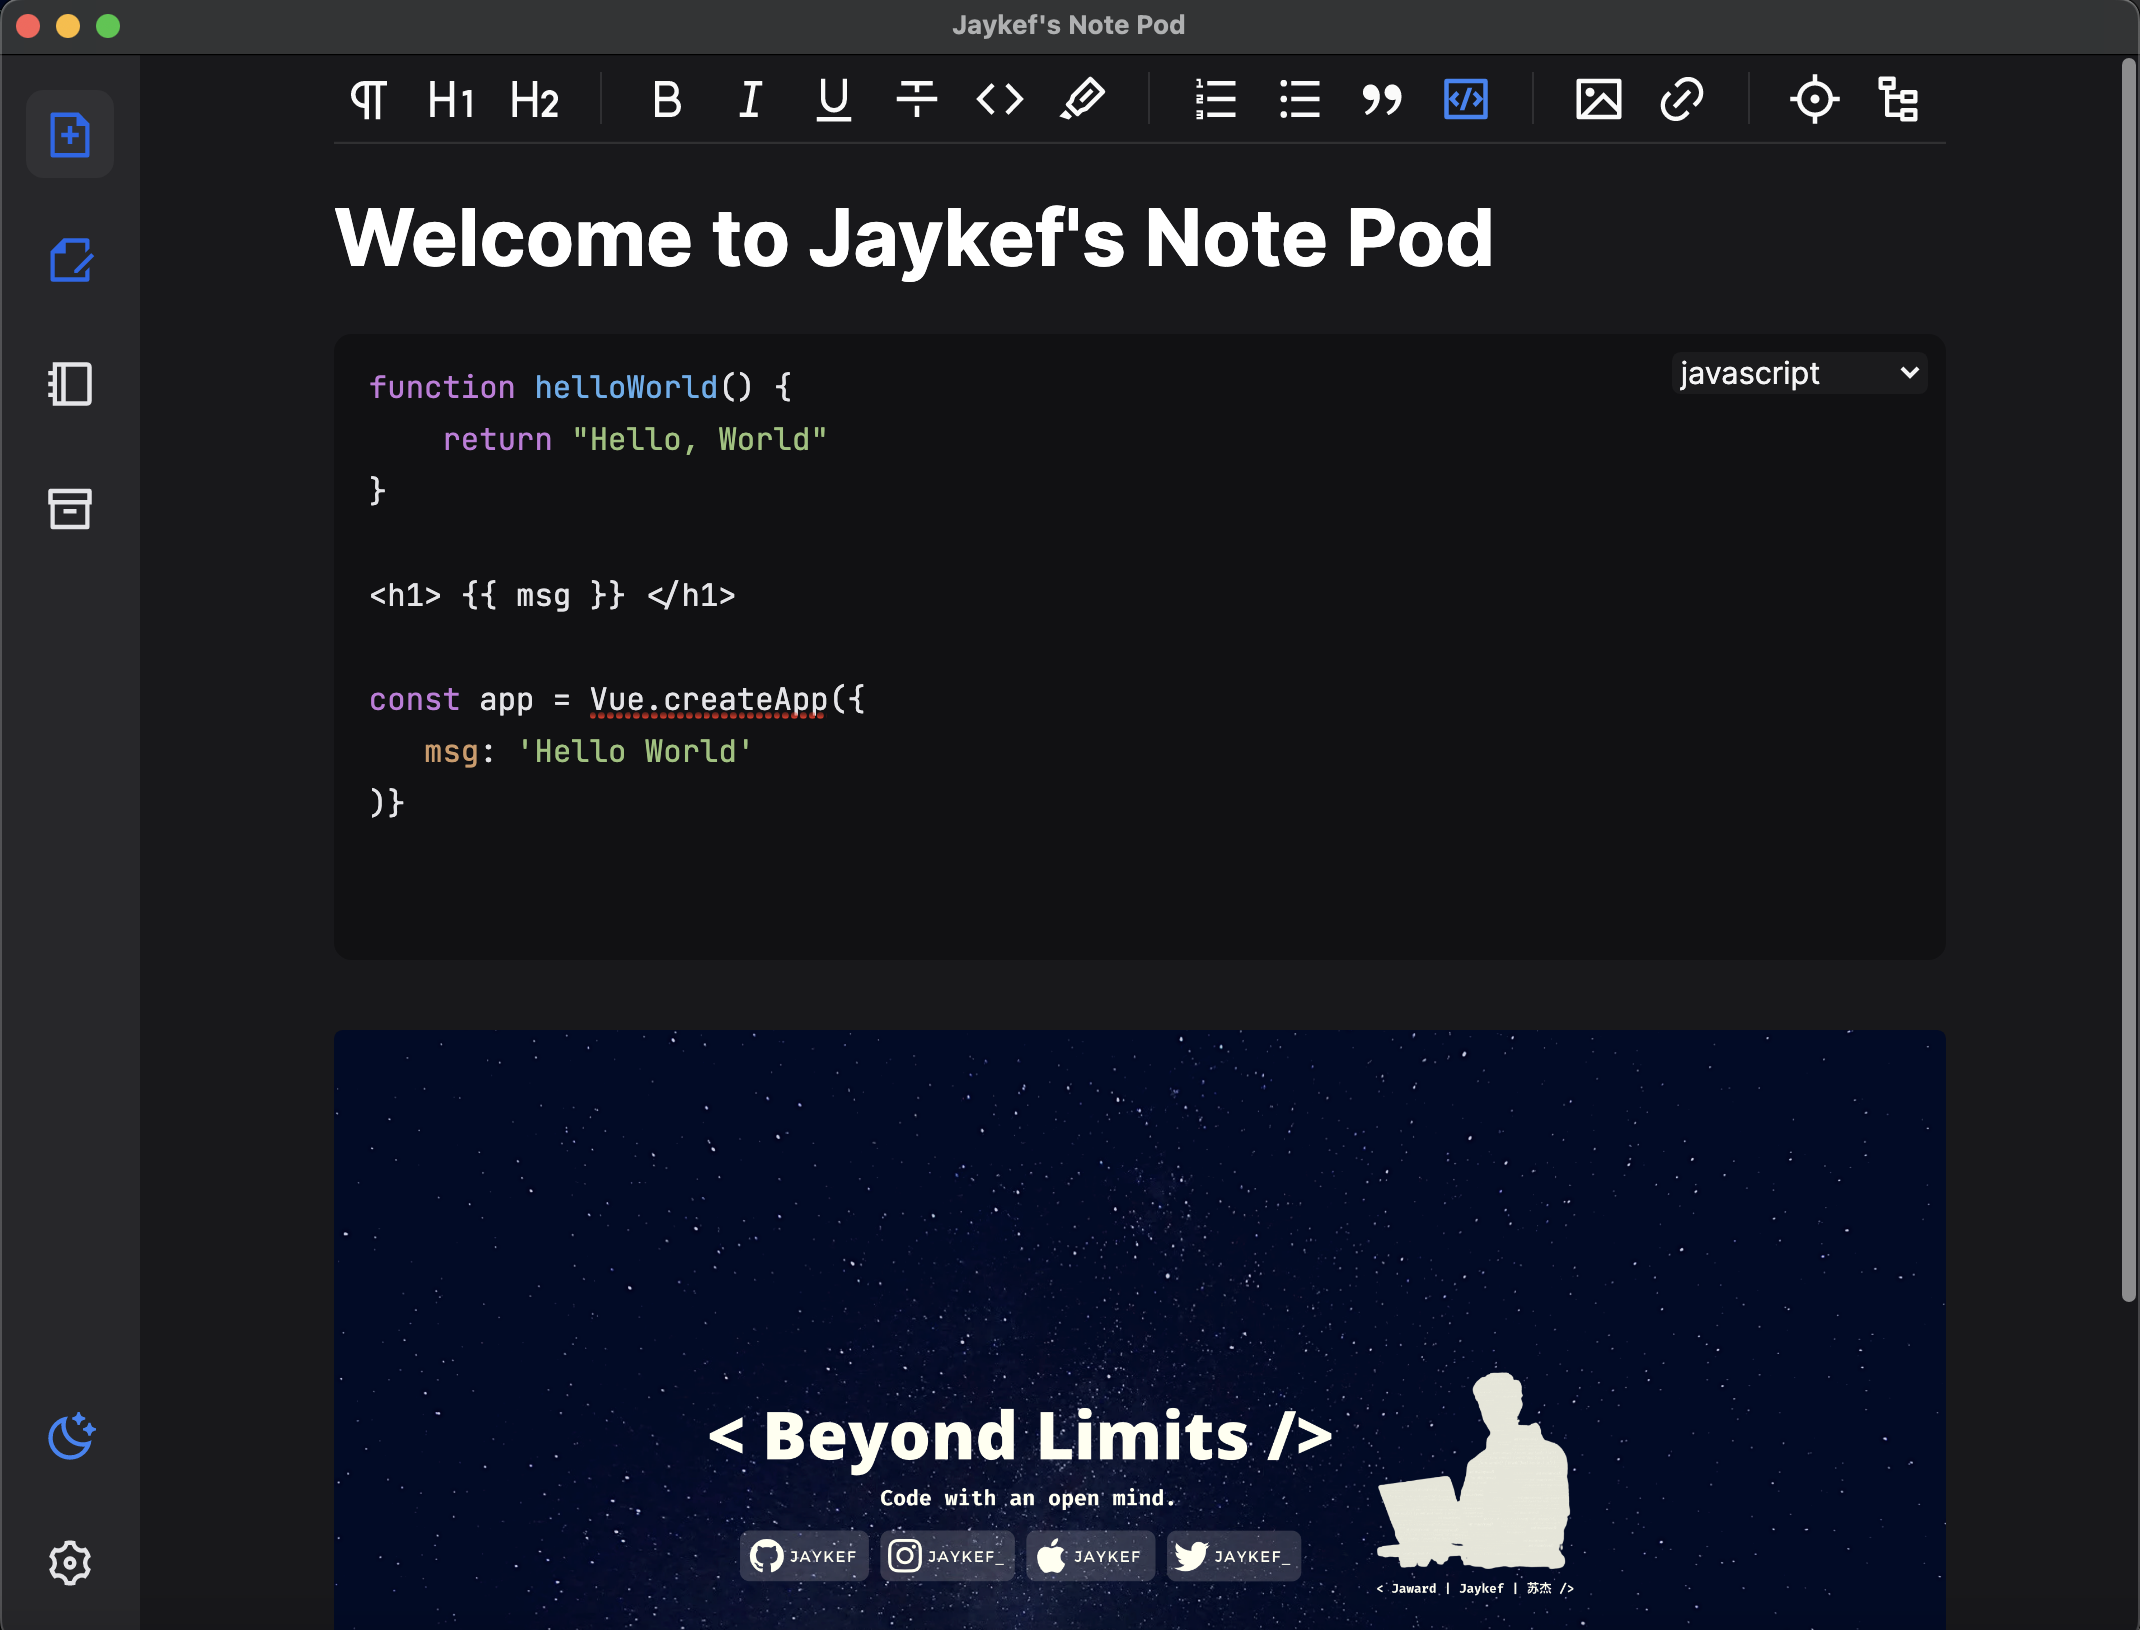 Jaykef's Note Pod
H1 H2 B I U T
Welcome to Jaykef's Note Pod
javascript
function helloWorld() {
    return "Hello, World"
}
<h1> {{ msg }} </h1>
const app = Vue.createApp({
   msg: 'Hello World'
)}
< Beyond Limits />
Code with an open mind.
JAYKEF JAYKEF_ JAYKEF JAYKEF_
< Jaward | Jaykef | 苏杰 />